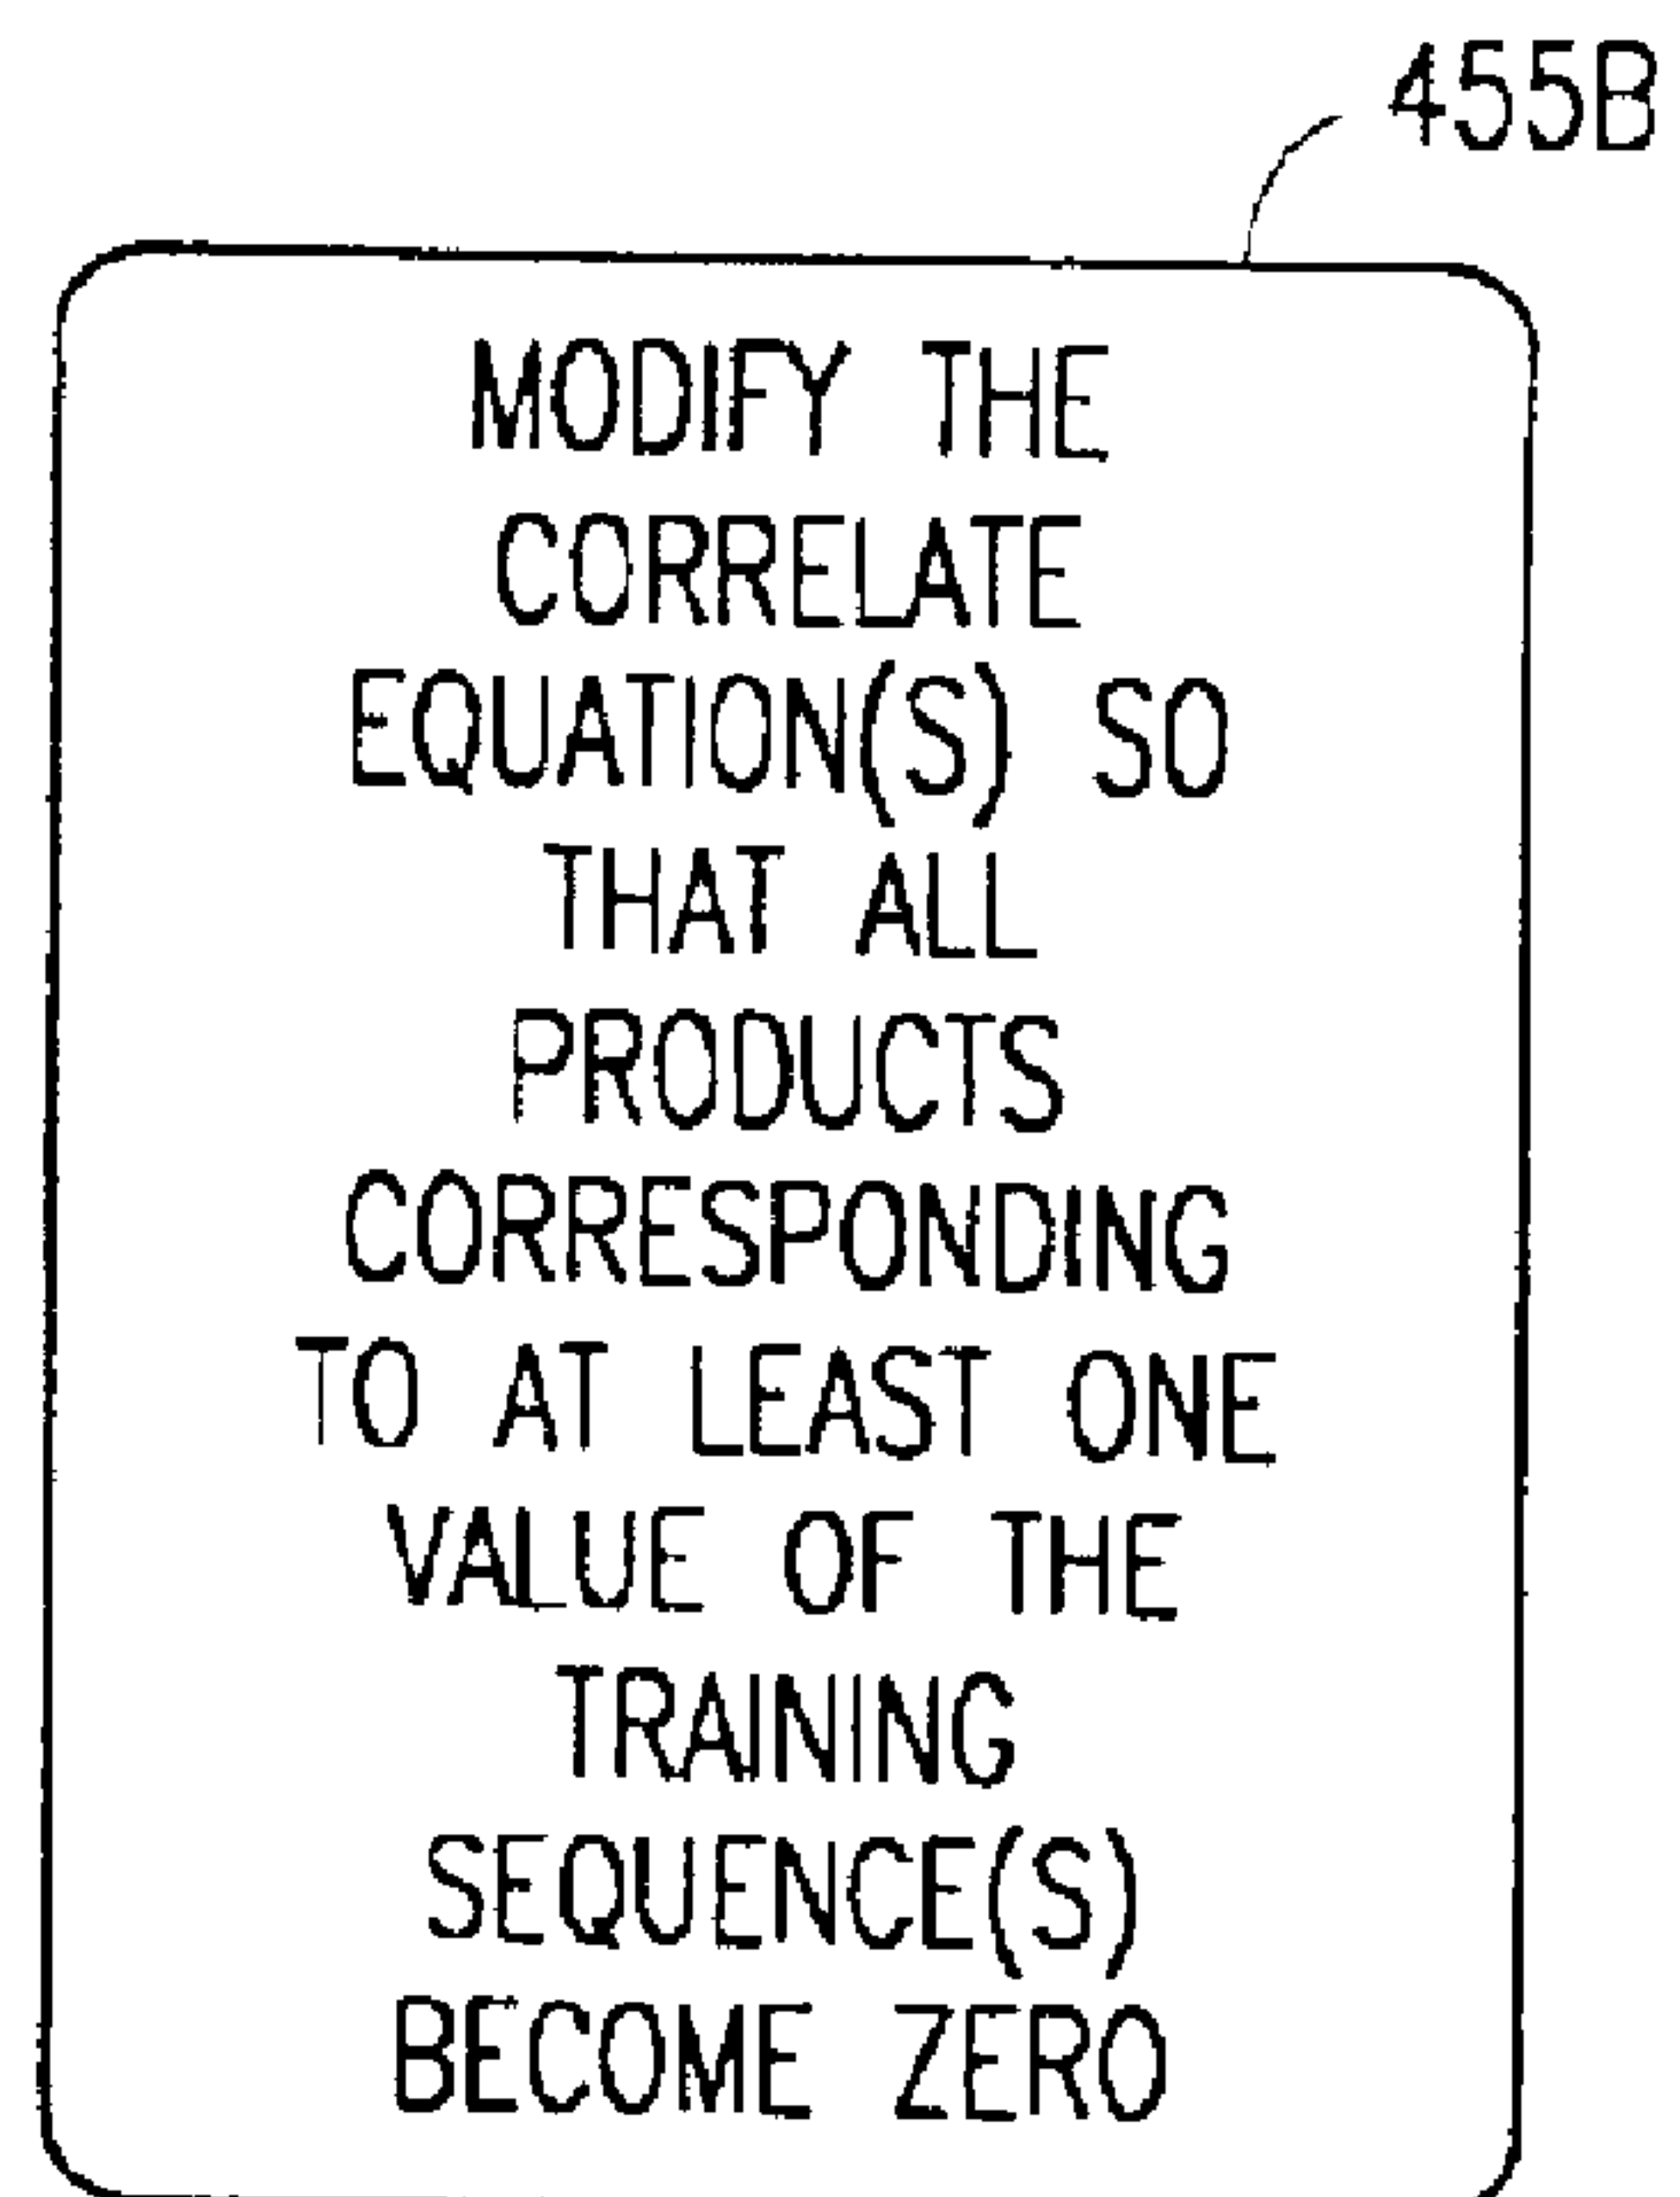 455B
MODIFY THE
CORRELATE
EQUATION(S) SO
THAT ALL
PRODUCTS
CORRESPONDING
TO AT LEAST ONE
VALUE OF THE
TRAINING
SEQUENCE(S)
BECOME ZERO